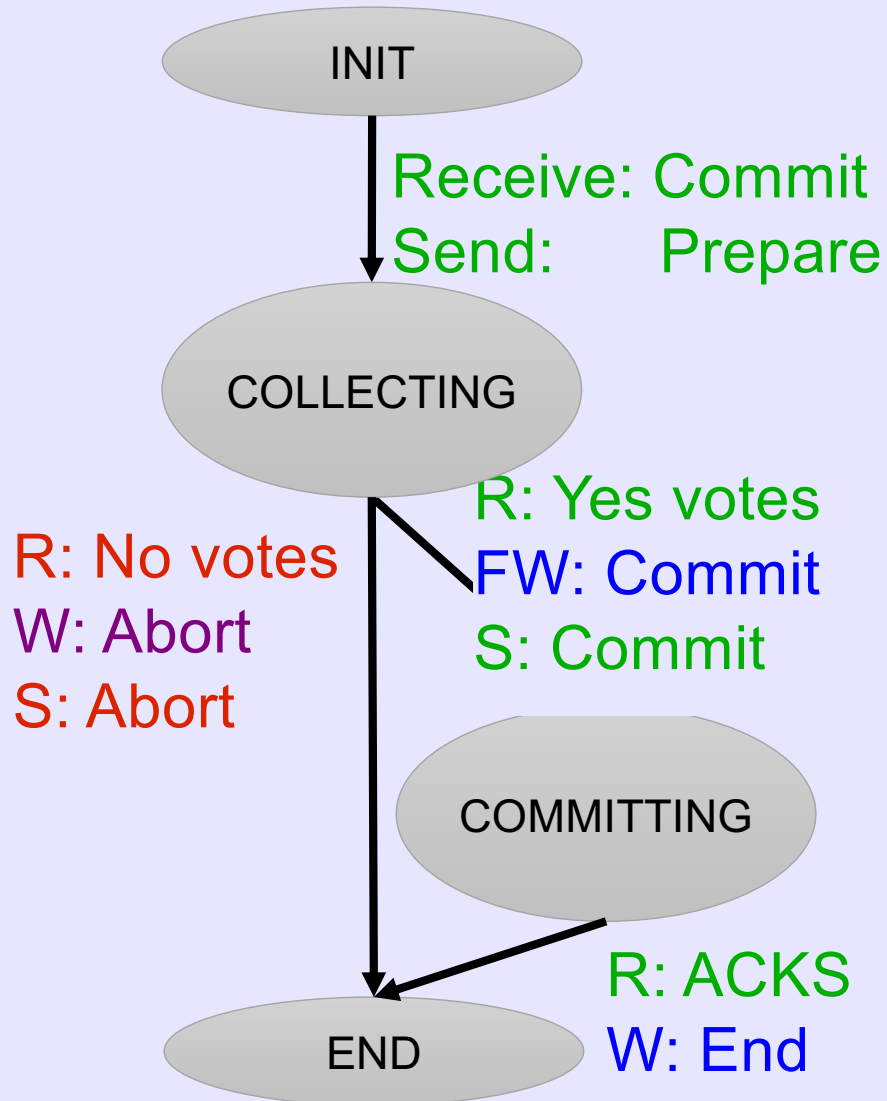 INIT
Receive: Commit
Send: Prepare
COLLECTING
R: Yes votes
FW: Commit
S: Commit
R: No votes
W: Abort
S: Abort
COMMITTING
R: ACKS
W: End
END